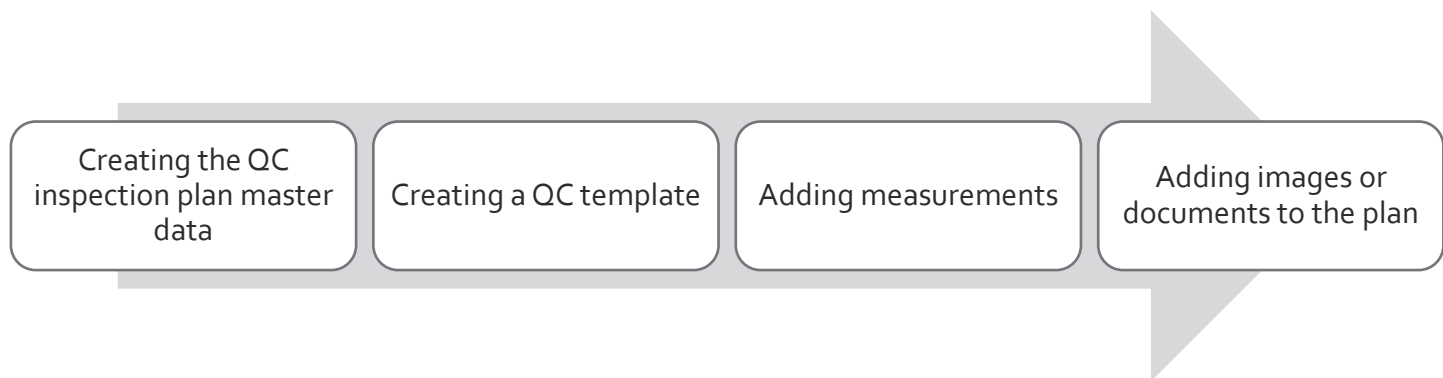 Creating the QC
inspection plan master
data
Creating a QC template
Adding measurements
Adding images or
documents to the plan